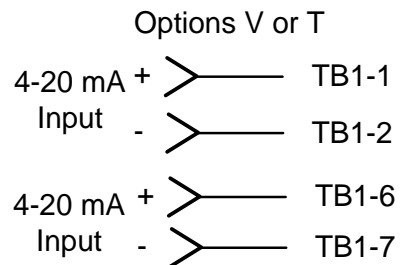 Options V or T
4-20 mA + TB1-1
Input
- TB1-2
4-20 mA + TB1-6
Input - TB1-7